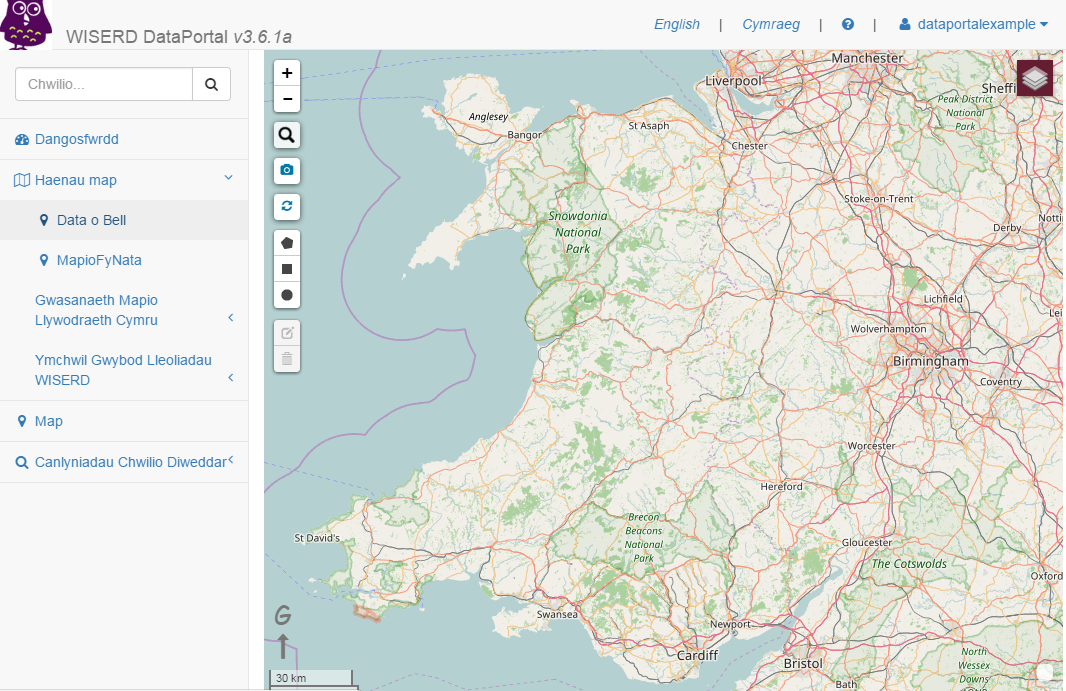 WISERD DataPortal v3.6.1a
English | Cymraeg | ? | dataportalexample
Chwilio...
Dangosfwrdd
Haenau map
Data o Bell
MapioFyNata
Gwasanaeth Mapio
Llywodraeth Cymru
Ymchwil Gwybod Lleoliadau
WISERD
Map
Canlyniadau Chwilio Diweddar
+
-
Manchester
Liverpool
Sheffi
Peak District
National
Park
Anglesey
Bangor
St Asaph
Chester
Stoke-on-Trent
Derby
Notti
Snowdonia
National
Park
Lichfield
Lei
Wolverhampton
Birmingham
Coventry
Worcester
Hereford
Brecon
Beacons
National
Park
St David's
Gloucester
The Cotswolds
Oxford
Swansea
Newport
Cardiff
Bristol
North
Wessex
Downs
Bath
G
30 km